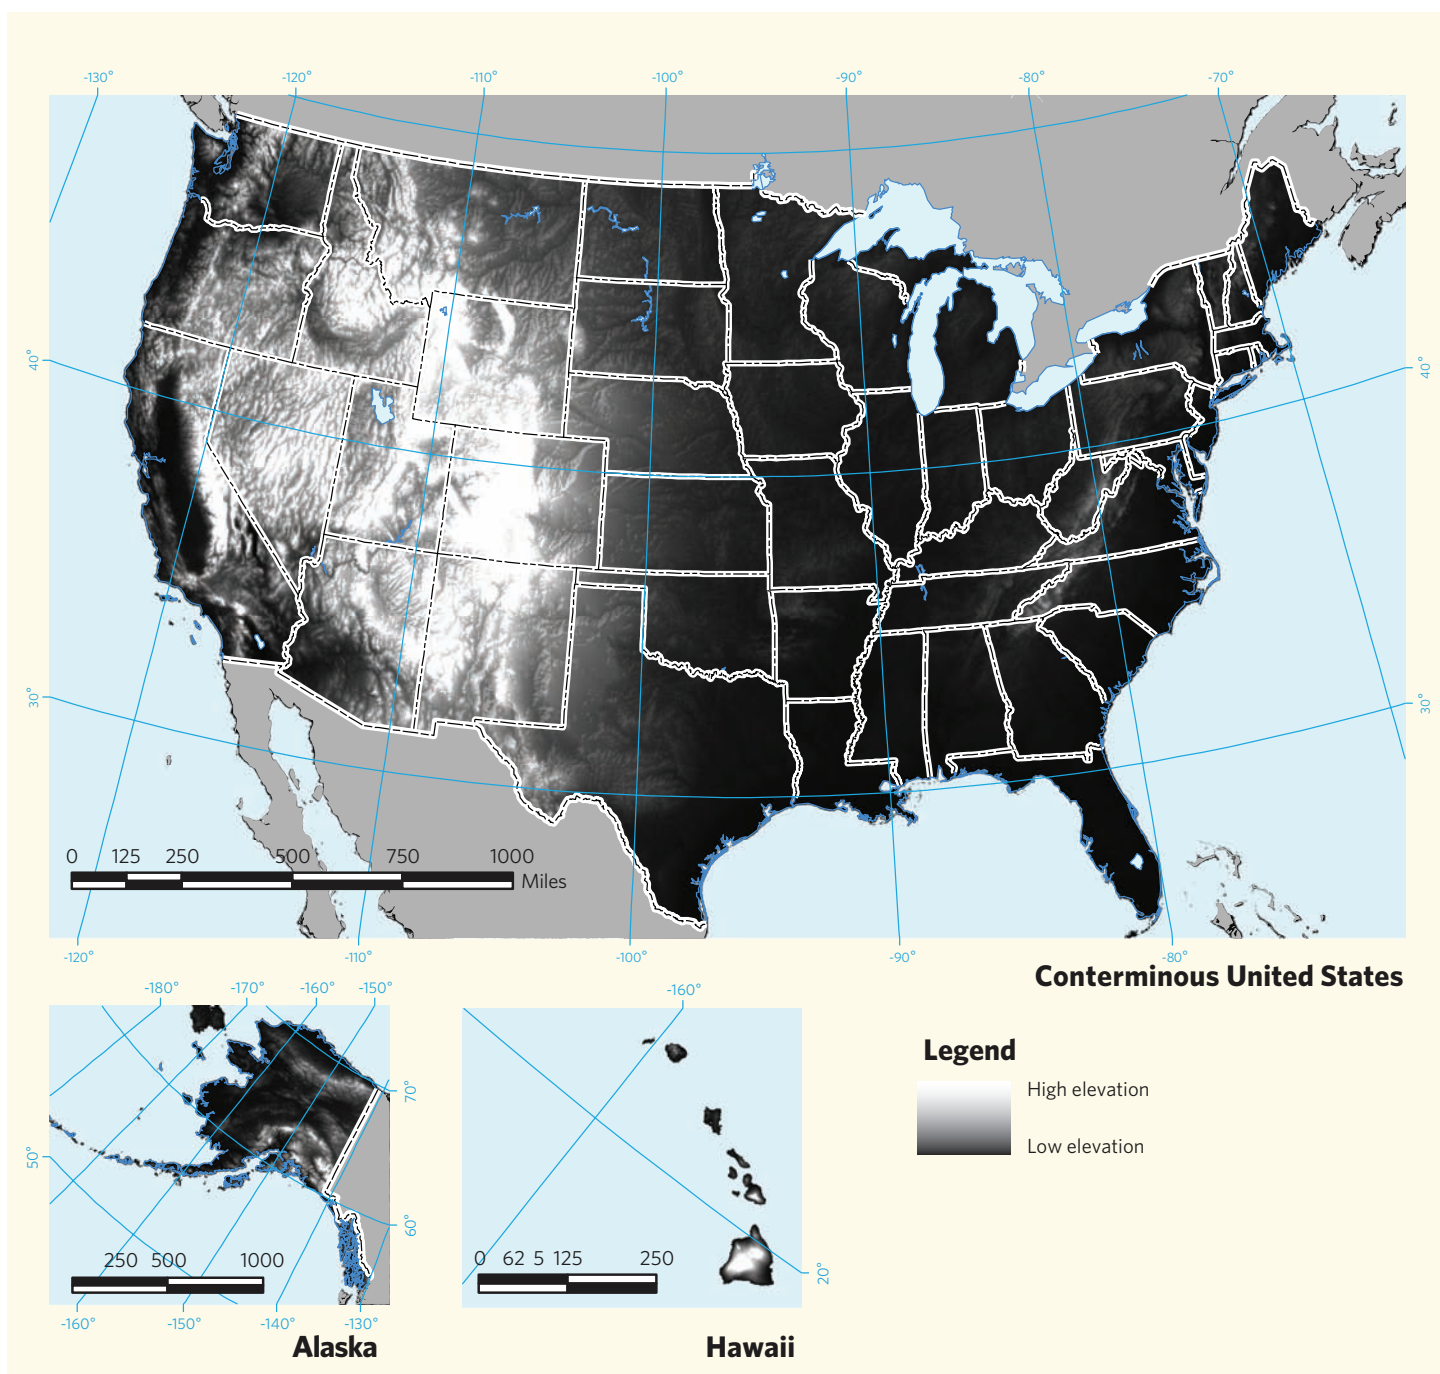 -130° -120° -110° -100° -90° -80° -70°
40° 40°
30° 30°
0 125 250 500 750 1000
Miles
-120° -110° -100° -90° -80°
Conterminous United States
-180° -170° -160° -150°
70°
50°
60°
250 500 1000
-160° -150° -140° -130°
Alaska
-160°
0 62 5 125 250
20°
Hawaii
Legend
High elevation
Low elevation